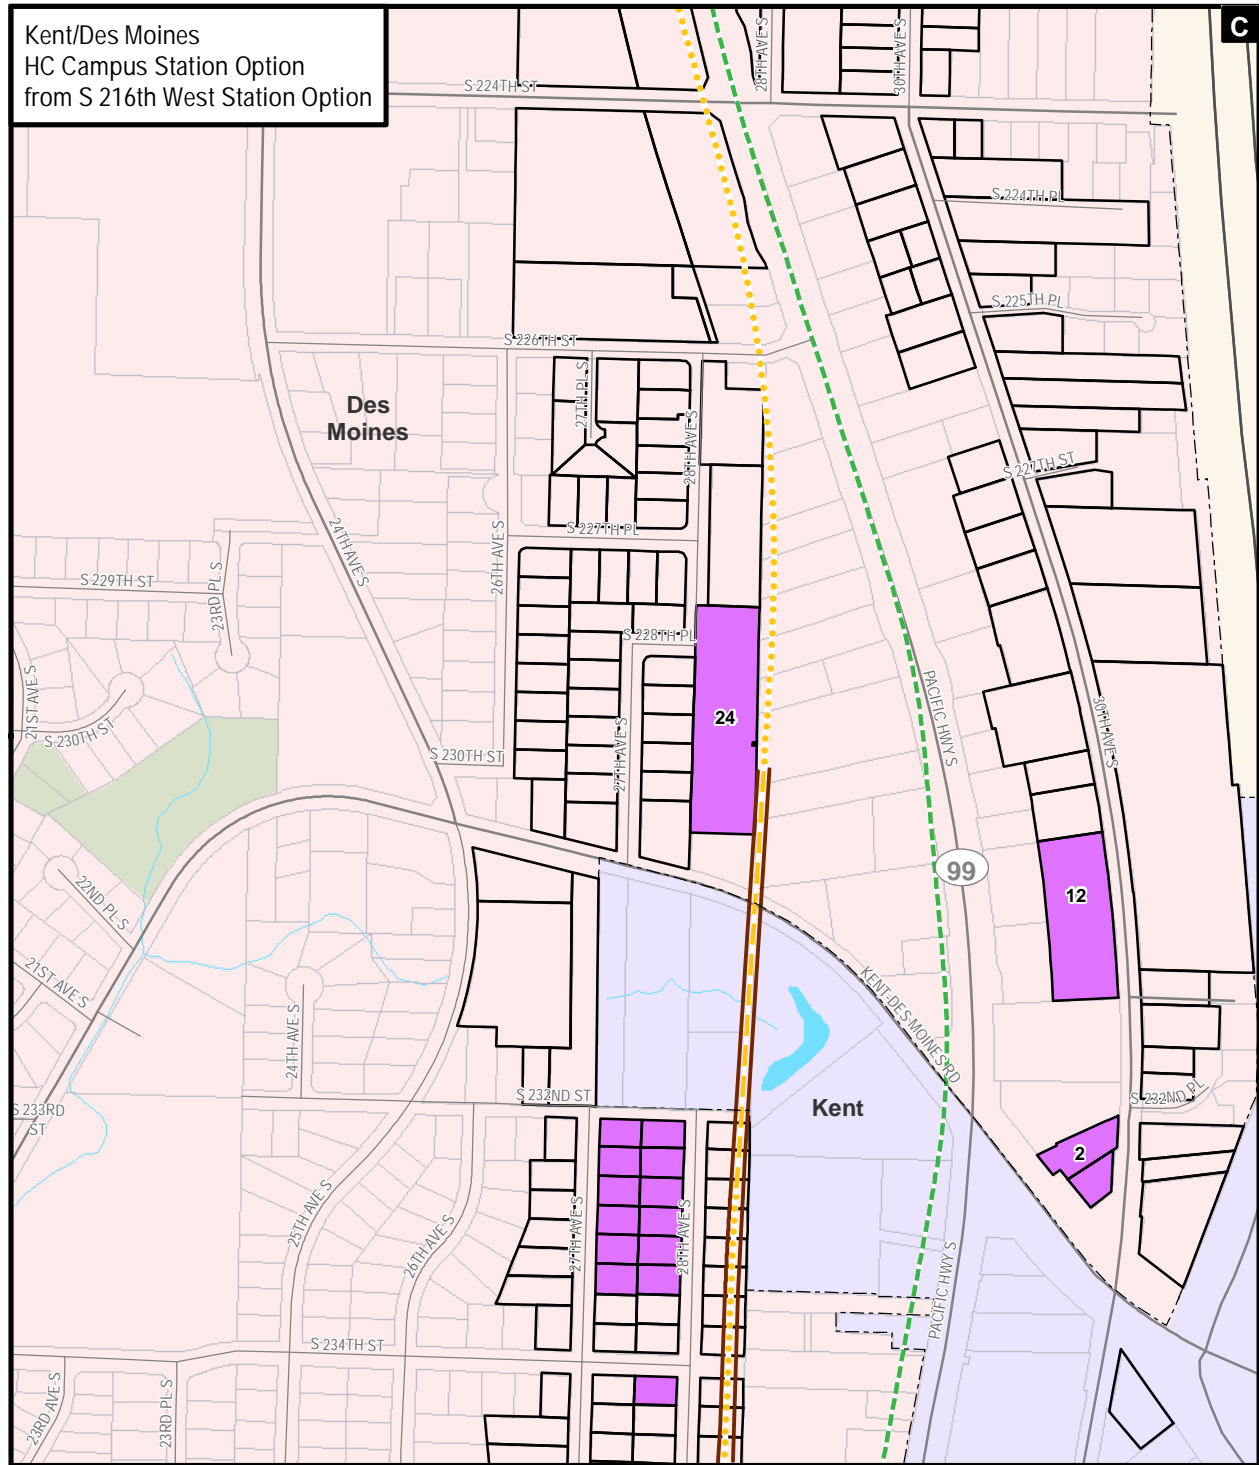 Kent/Des Moines
HC Campus Station Option
from S 216th West Station Option
C
28TH AVE S
30TH AVE S
S 224TH ST
S 224TH PL
S 225TH PL
S 226TH ST
27TH PL S
Des
Moines
28TH AVE S
S 227TH ST
24TH AVE S
26TH AVE S
S 227TH PL
S 229TH ST
23RD PL S
S 228TH PL
21ST AVE S
PACIFIC HWY S
30TH AVE S
24
S 230TH ST
S 230TH ST
27TH AVE S
99
12
22ND PL S
21ST AVE S
KENT-DES MOINES RD
24TH AVE S
S 232ND ST
S 232ND PL
S 233RD
ST
Kent
2
25TH AVE S
26TH AVE S
27TH AVE S
28TH AVE S
PACIFIC HWY S
S 234TH ST
23RD AVE S
23RD PL S